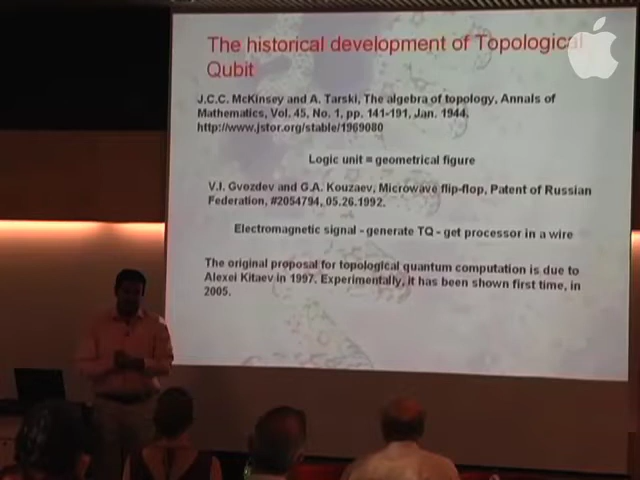 The historical development of Topological
Qubit
J.C.C. McKinsey and A. Tarski, The algebra of topology, Annals of
Mathematics, Vol. 45, No. 1, pp. 141-191, Jan. 1944.
http://www.jstor.org/stable/1969080
Logic unit = geometrical figure
V.I. Gvozdev and G.A. Kouzaev, Microwave flip-flop, Patent of Russian
Federation, #2054794, 05.26.1992.
Electromagnetic signal - generate TQ - get processor in a wire
The original proposal for topological quantum computation is due to
Alexei Kitaev in 1997. Experimentally, it has been shown first time, in
2005.